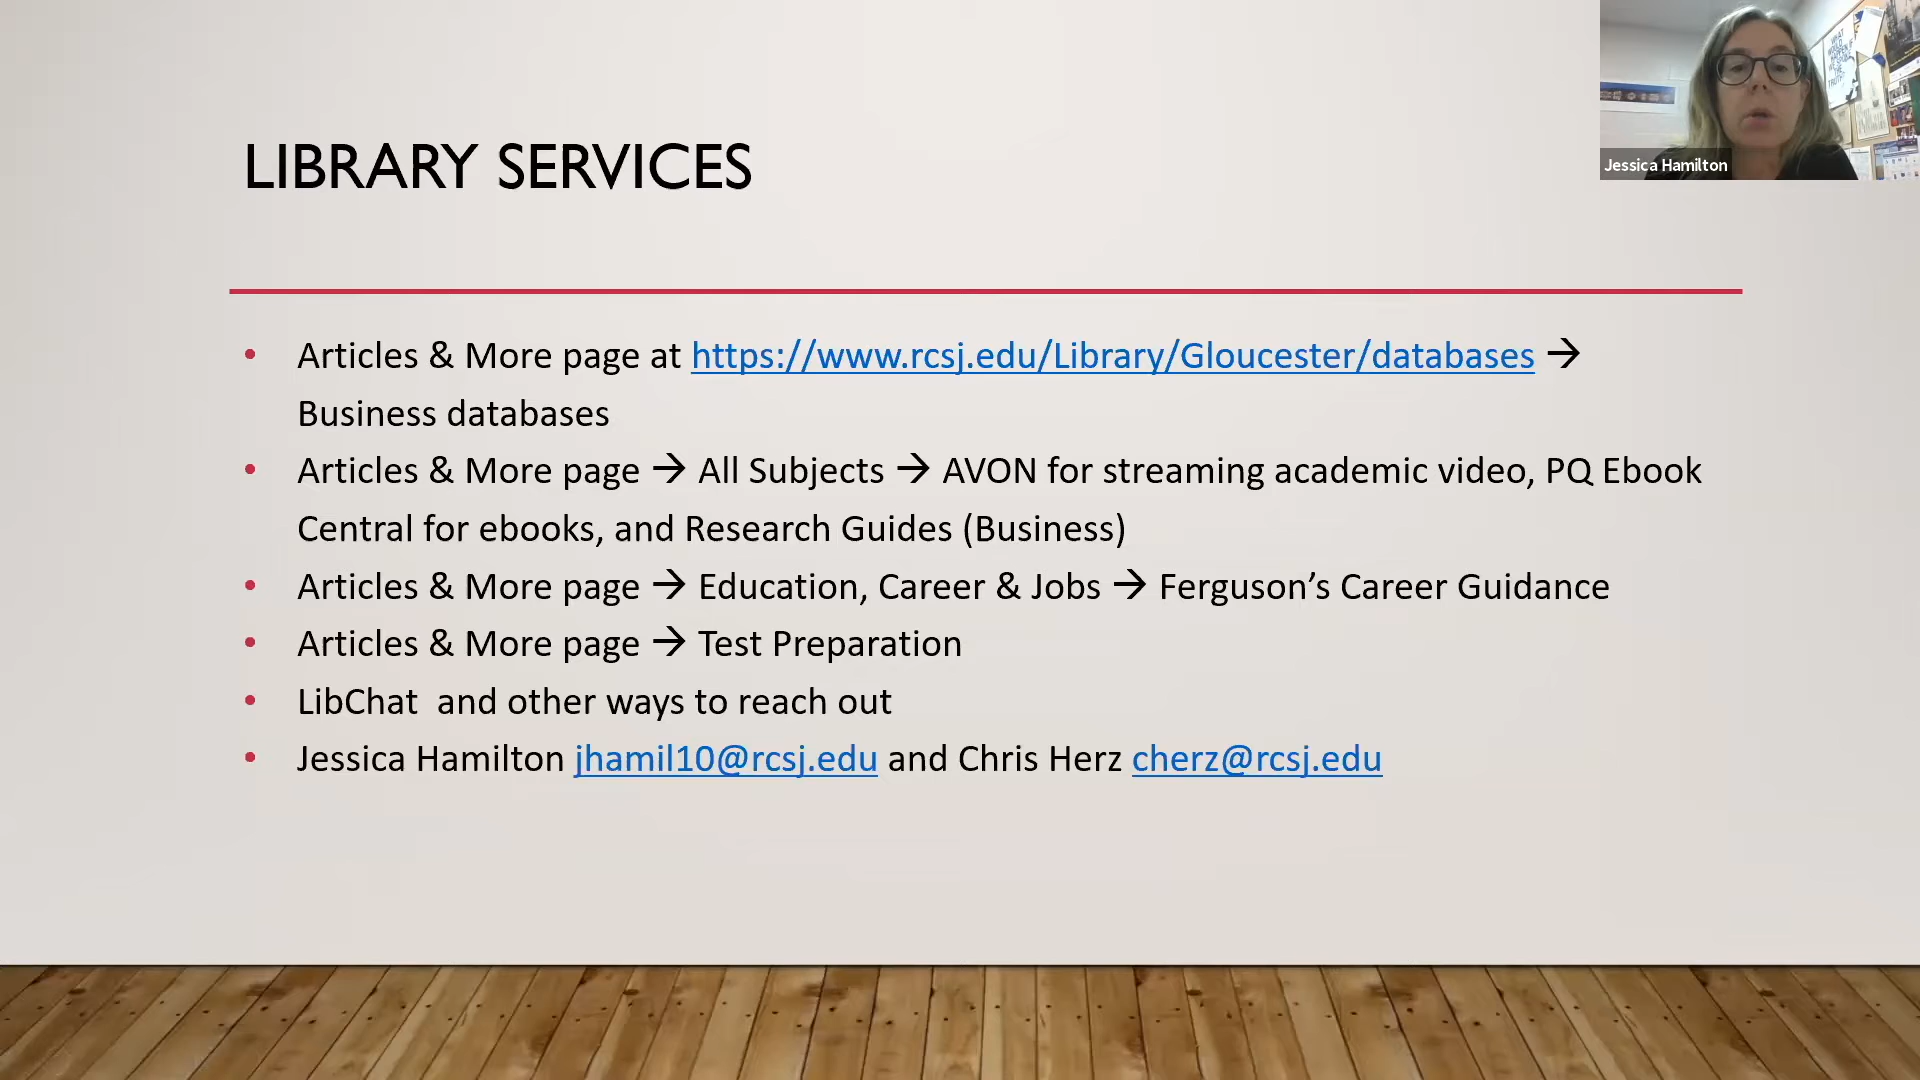 LIBRARY SERVICES
Jessica Hamilton
• Articles & More page at https://www.rcsj.edu/Library/Gloucester/databases →
Business databases
• Articles & More page → All Subjects → AVON for streaming academic video, PQ Ebook
Central for ebooks, and Research Guides (Business)
• Articles & More page → Education, Career & Jobs → Ferguson’s Career Guidance
• Articles & More page → Test Preparation
• LibChat  and other ways to reach out
• Jessica Hamilton jhamil10@rcsj.edu and Chris Herz cherz@rcsj.edu